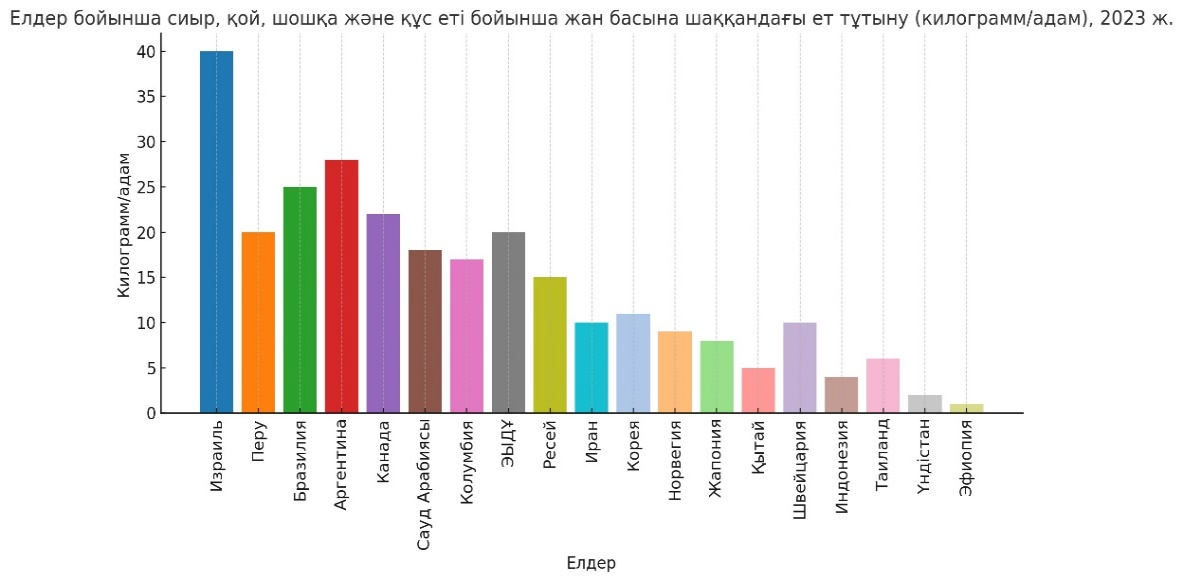 Елдер бойынша сиыр, қой, шошқа және құс еті бойынша жан басына шаққандағы ет тұтыну (килограмм/адам), 2023 ж.
Килограмм/адам
40
35
30
25
20
15
10
5
0
Израиль
Перу
Бразилия
Аргентина
Канада
Сауд Арабиясы
Колумбия
ЭЫДҰ
Ресей
Иран
Корея
Норвегия
Жапония
Қытай
Швейцария
Индонезия
Таиланд
Үндістан
Эфиопия
Елдер